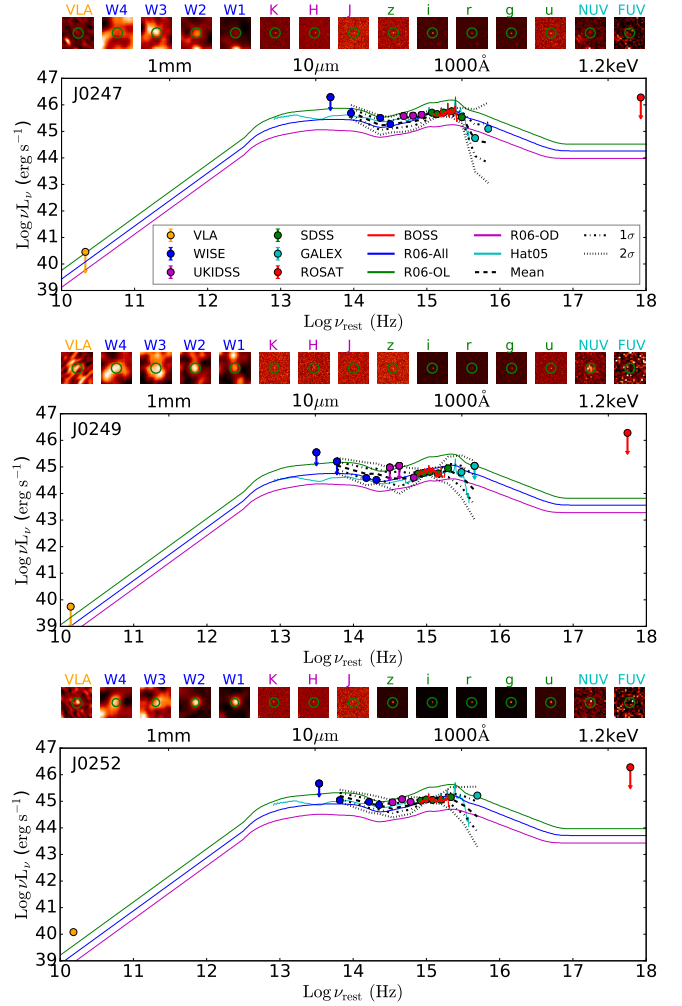 VLA W4 W3 W2 W1 K H J z i r g u NUV FUV
1mm 10μm 1000Å 1.2keV
J0247
47
46
45
44
43
42
41
40
39
Log νLν (erg s⁻¹)
VLA SDSS BOSS R06-OD 1σ
WISE GALEX R06-All Hat05 2σ
UKIDSS ROSAT R06-OL Mean
10 11 12 13 14 15 16 17 18
Log νrest (Hz)
VLA W4 W3 W2 W1 K H J z i r g u NUV FUV
1mm 10μm 1000Å 1.2keV
J0249
47
46
45
44
43
42
41
40
39
Log νLν (erg s⁻¹)
10 11 12 13 14 15 16 17 18
Log νrest (Hz)
VLA W4 W3 W2 W1 K H J z i r g u NUV FUV
1mm 10μm 1000Å 1.2keV
J0252
47
46
45
44
43
42
41
40
39
Log νLν (erg s⁻¹)
10 11 12 13 14 15 16 17 18
Log νrest (Hz)